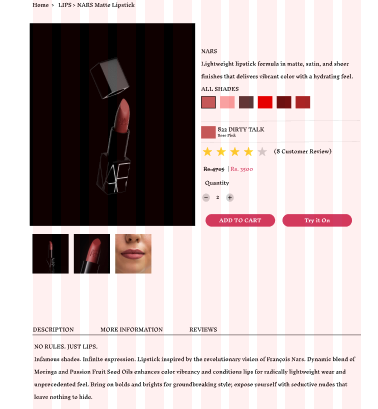 Home > LIPS > NARS Matte Lipstick
NARS
Lightweight lipstick formula in matte, satin, and sheer
finishes that delivers vibrant color with a hydrating feel.
ALL SHADES
822 DIRTY TALK
Rose Pink
(8 Customer Review)
Rs.4705 | Rs. 3500
Quantity
- 2 +
ADD TO CART Try it On
NARS
DESCRIPTION MORE INFORMATION REVIEWS
NO RULES. JUST LIPS.
Infamous shades. Infinite expression. Lipstick inspired by the revolutionary vision of François Nars. Dynamic blend of
Moringa and Passion Fruit Seed Oils enhances color vibrancy and conditions lips for radically lightweight wear and
unprecedented feel. Bring on bolds and brights for groundbreaking style; expose yourself with seductive nudes that
leave nothing to hide.